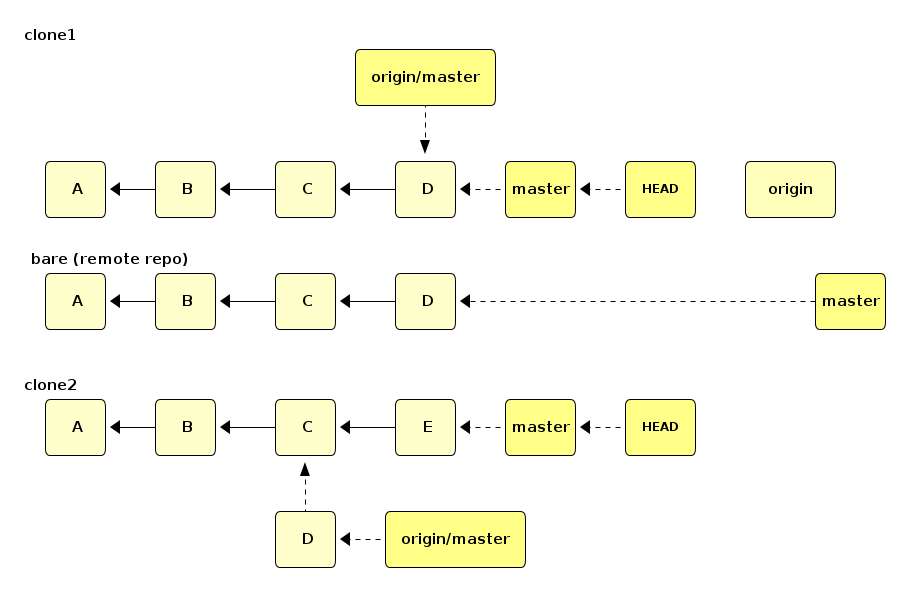 clone1
origin/master
A B C D master HEAD origin
bare (remote repo)
A B C D master
clone2
A B C E master HEAD
D origin/master